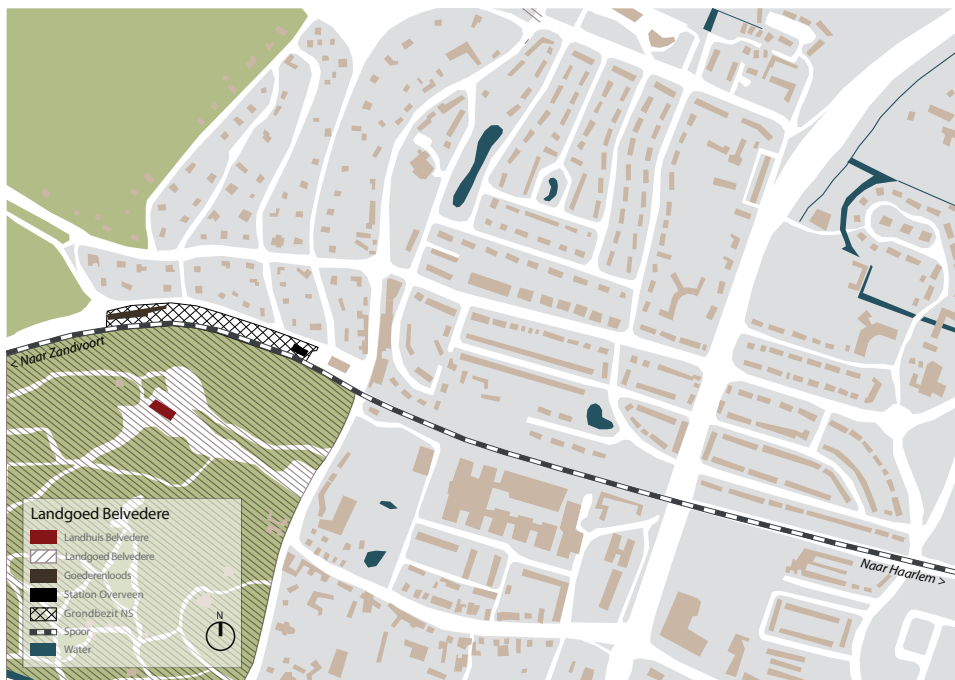 < Naar Zandvoort
Landgoed Belvedere
Landhuis Belvedere
Landgoed Belvedere
Goederenloods
Station Overveen
Grondbezit NS
Spoor
Water
N
Naar Haarlem >